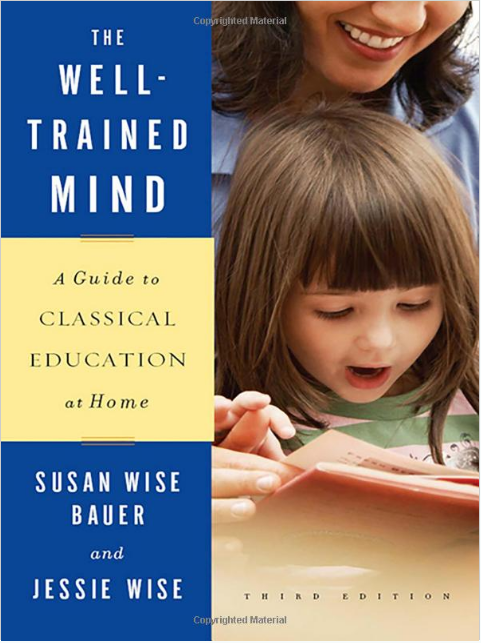 Copyrighted Material
THE
WELL-
TRAINED
MIND
A Guide to
CLASSICAL
EDUCATION
at Home
SUSAN WISE
BAUER
and
JESSIE WISE
THIRD EDITION
Copyrighted Material